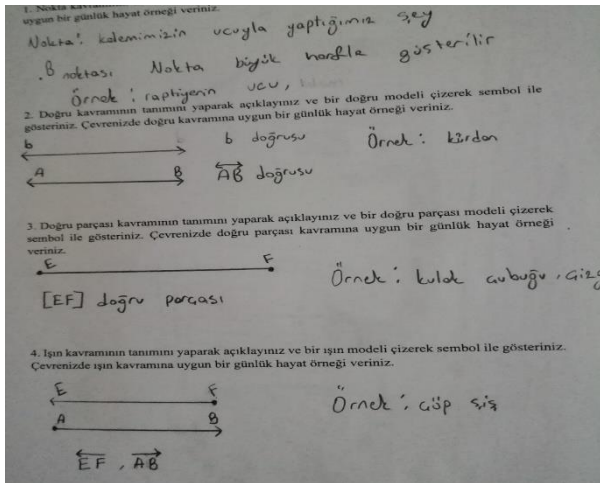 1. Nokta kavramının
uygun bir günlük hayat örneği veriniz.
Nokta: kalemimizin ucuyla yaptığımız şey
.B noktası Nokta büyük harfle gösterilir
Örnek: raptiyenin ucu,
2. Doğru kavramının tanımını yaparak açıklayınız ve bir doğru modeli çizerek sembol ile
gösteriniz. Çevrenizde doğru kavramına uygun bir günlük hayat örneği veriniz.
b b doğrusu Örnek: kürdan
A B AB doğrusu
3. Doğru parçası kavramının tanımını yaparak açıklayınız ve bir doğru parçası modeli çizerek
sembol ile gösteriniz. Çevrenizde doğru parçası kavramına uygun bir günlük hayat örneği
veriniz.
E F
Örnek: kulak çubuğu, çizg
[EF] doğru parçası
4. Işın kavramının tanımını yaparak açıklayınız ve bir ışın modeli çizerek sembol ile gösteriniz.
Çevrenizde ışın kavramına uygun bir günlük hayat örneği veriniz.
E F
Örnek: çöp şiş
A B
EF, AB